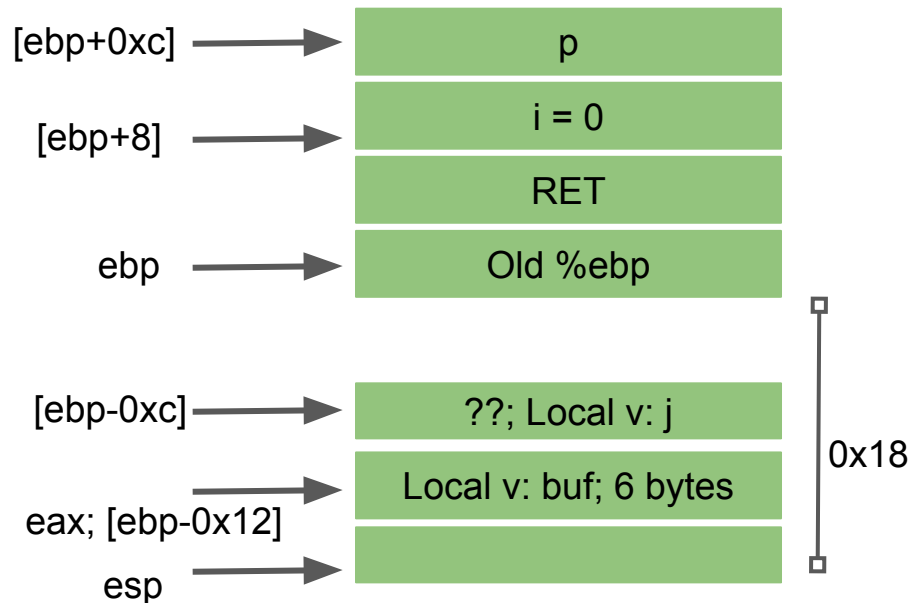 [ebp+0xc]
p
[ebp+8]
i = 0
RET
ebp
Old %ebp
[ebp-0xc]
??; Local v: j
0x18
Local v: buf; 6 bytes
eax; [ebp-0x12]
esp